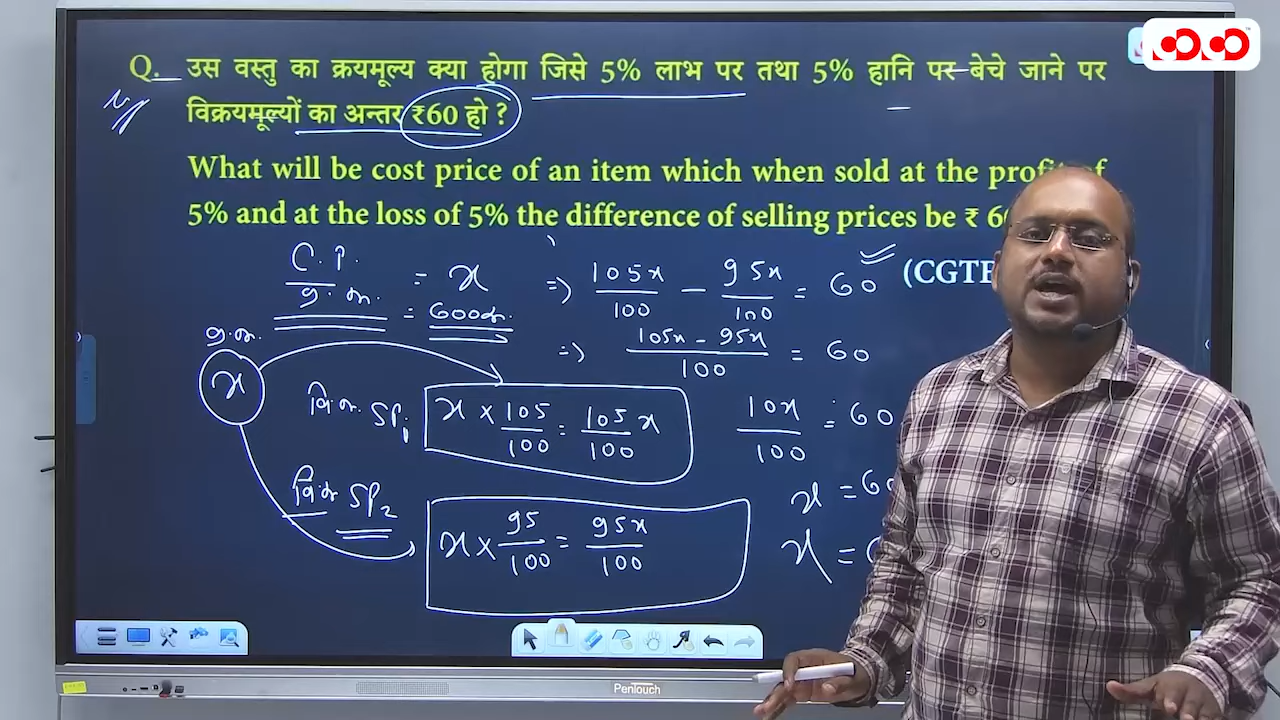 Q. उस वस्तु का क्रयमूल्य क्या होगा जिसे 5% लाभ पर तथा 5% हानि पर बेचे जाने पर
विक्रयमूल्यों का अन्तर ₹60 हो ?
What will be cost price of an item which when sold at the profit of
5% and at the loss of 5% the difference of selling prices be ₹ 6
(CGTE
C.P. = x => 105x/100 - 95x/100 = 60
= 600
=> 105x - 95x/100 = 60
x
SP1 x × 105/100 = 105/100 x
10x/100 = 60
SP2 x × 95/100 = 95x/100
x = 60
x =
PenTouch